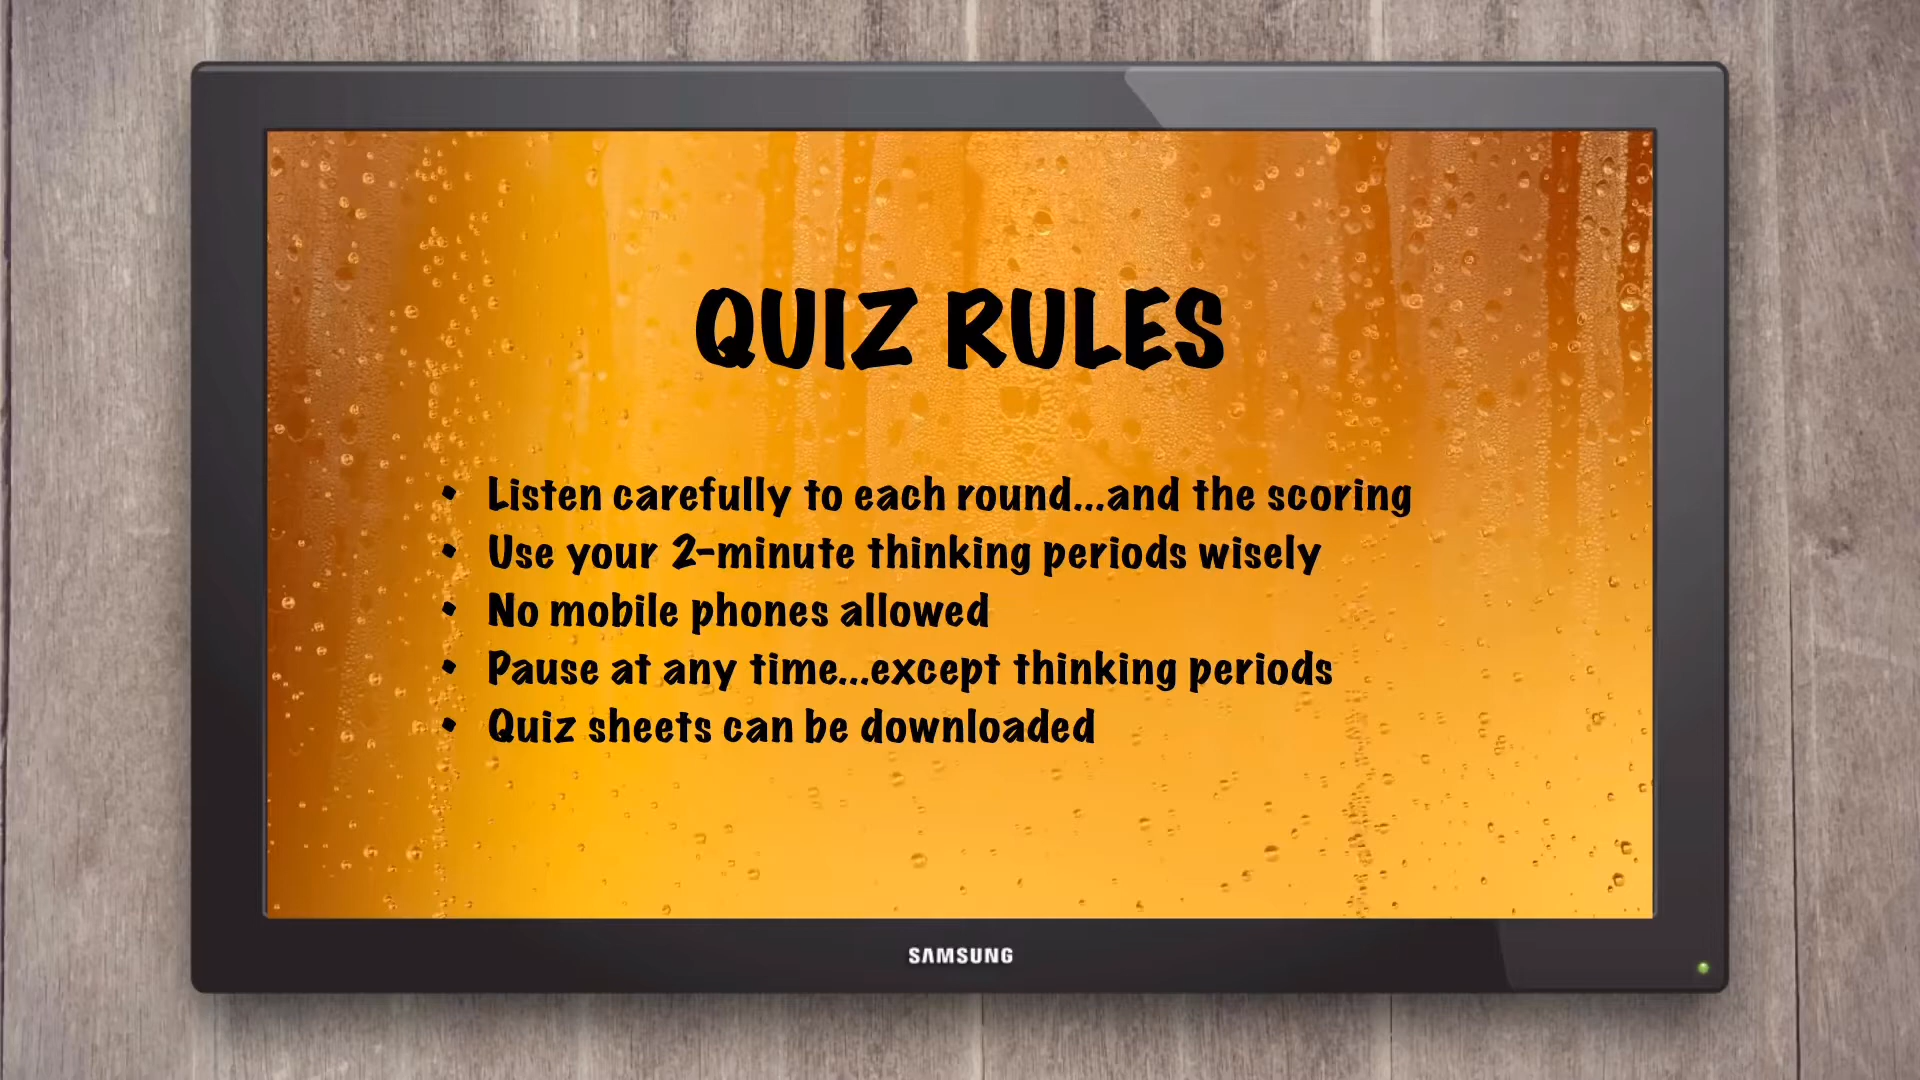 QUIZ RULES
• Listen carefully to each round...and the scoring
• Use your 2-minute thinking periods wisely
• No mobile phones allowed
• Pause at any time...except thinking periods
• Quiz sheets can be downloaded
SAMSUNG